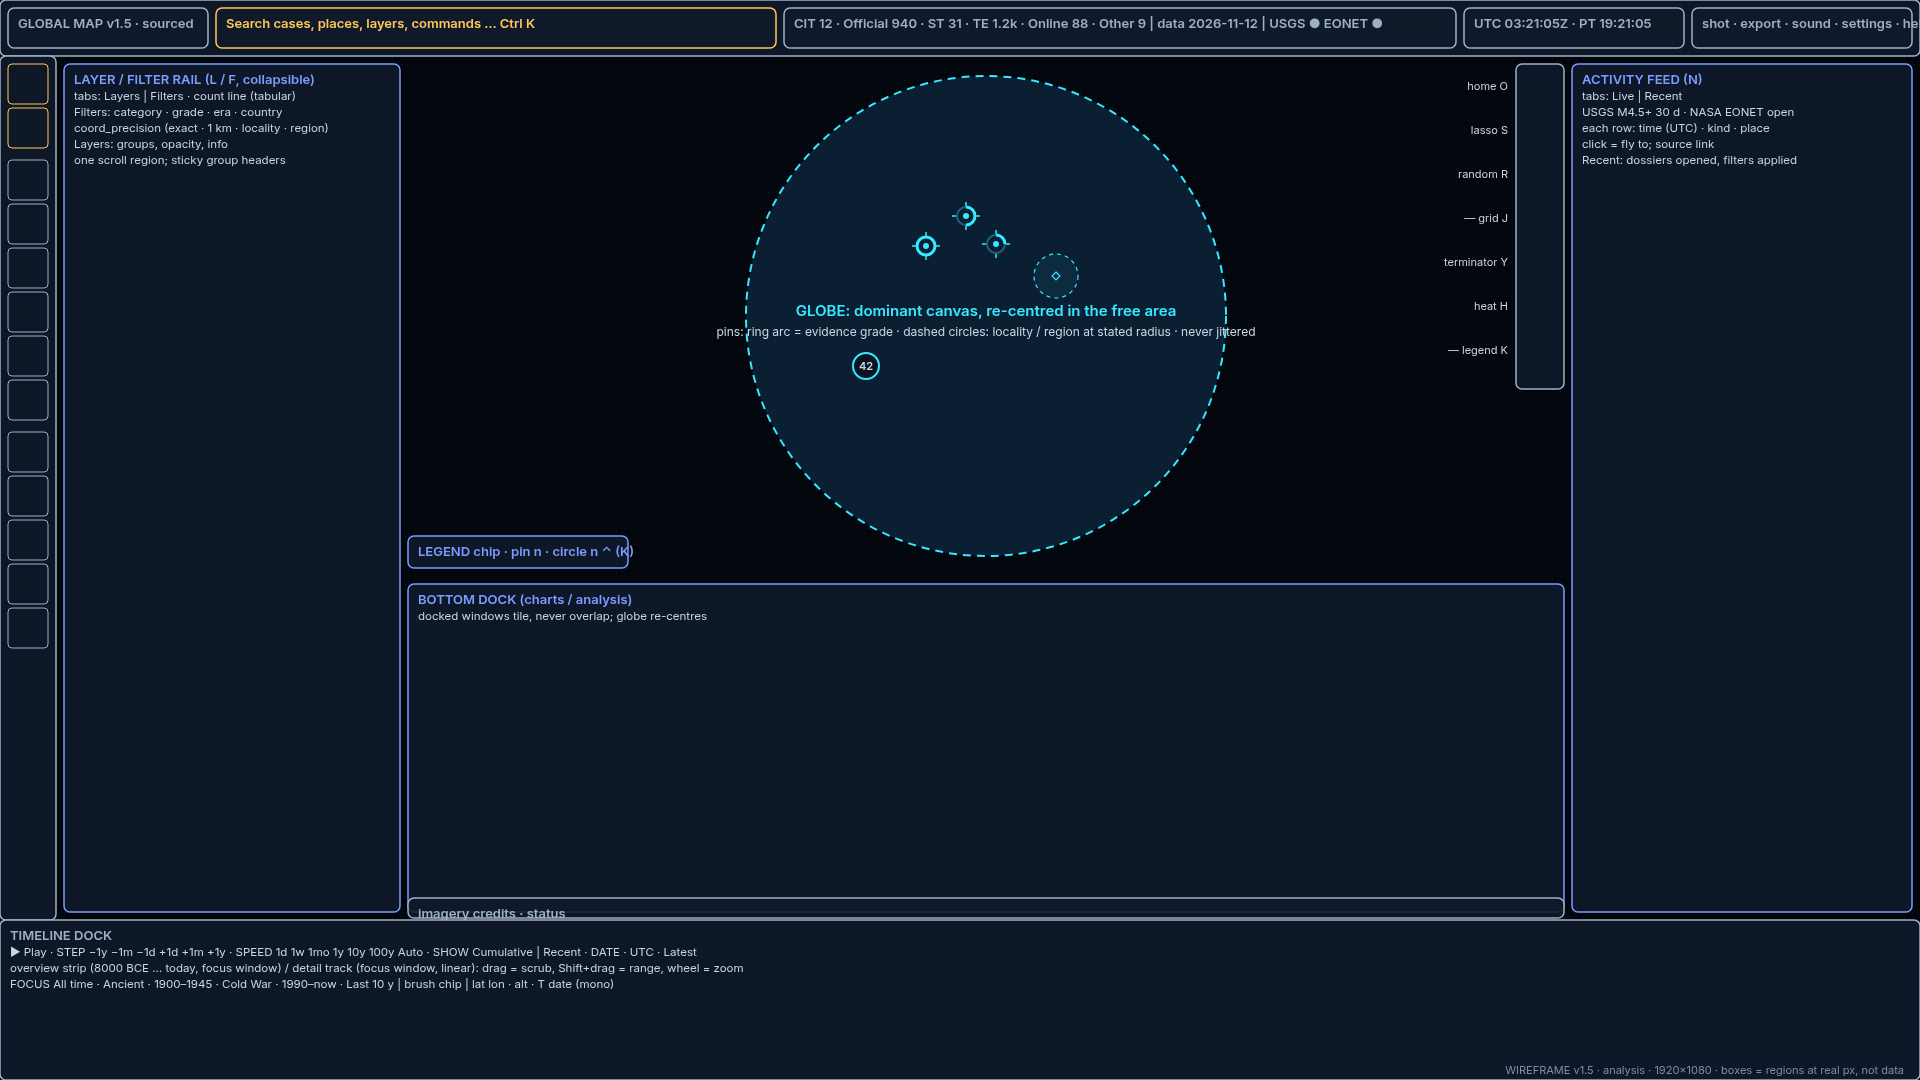 GLOBAL MAP v1.5 · sourced
Search cases, places, layers, commands ... Ctrl K
CIT 12 · Official 940 · ST 31 · TE 1.2k · Online 88 · Other 9 | data 2026-11-12 | USGS ● EONET ●
UTC 03:21:05Z · PT 19:21:05
shot · export · sound · settings · he
LAYER / FILTER RAIL (L / F, collapsible)
tabs: Layers | Filters · count line (tabular)
Filters: category · grade · era · country
coord_precision (exact · 1 km · locality · region)
Layers: groups, opacity, info
one scroll region; sticky group headers
home O
lasso S
random R
— grid J
terminator Y
heat H
— legend K
ACTIVITY FEED (N)
tabs: Live | Recent
USGS M4.5+ 30 d · NASA EONET open
each row: time (UTC) · kind · place
click = fly to; source link
Recent: dossiers opened, filters applied
GLOBE: dominant canvas, re-centred in the free area
pins: ring arc = evidence grade · dashed circles: locality / region at stated radius · never jittered
42
LEGEND chip · pin n · circle n ^ (K)
BOTTOM DOCK (charts / analysis)
docked windows tile, never overlap; globe re-centres
Imagery credits · status
TIMELINE DOCK
▶ Play · STEP −1y −1m −1d +1d +1m +1y · SPEED 1d 1w 1mo 1y 10y 100y Auto · SHOW Cumulative | Recent · DATE · UTC · Latest
overview strip (8000 BCE ... today, focus window) / detail track (focus window, linear): drag = scrub, Shift+drag = range, wheel = zoom
FOCUS All time · Ancient · 1900–1945 · Cold War · 1990–now · Last 10 y | brush chip | lat lon · alt · T date (mono)
WIREFRAME v1.5 · analysis · 1920×1080 · boxes = regions at real px, not data